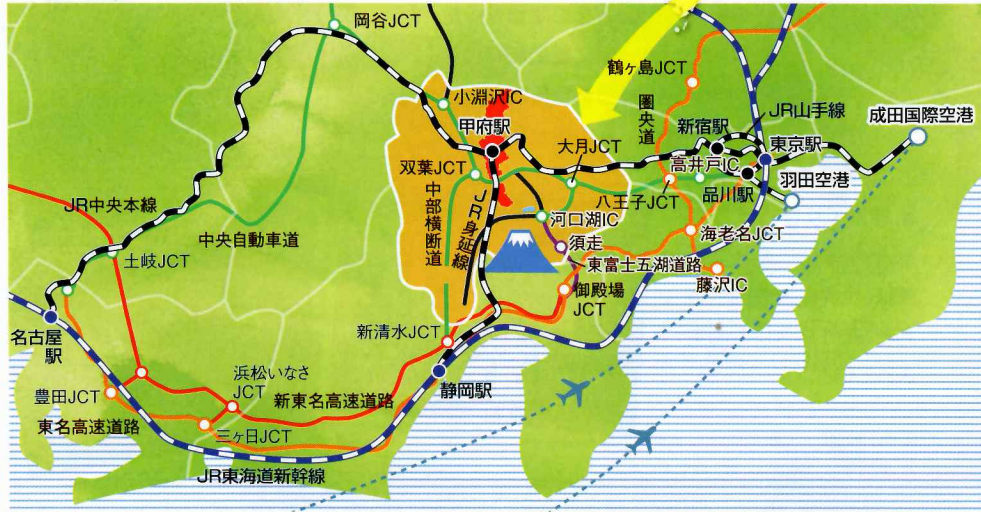 岡谷JCT
鶴ヶ島JCT
小淵沢IC
圏央道
JR山手線
成田国際空港
甲府駅
新宿駅
大月JCT
東京駅
双葉JCT
高井戸IC
羽田空港
品川駅
八王子JCT
中部横断道
JR身延線
JR中央本線
河口湖IC
中央自動車道
須走
海老名JCT
土岐JCT
東富士五湖道路
藤沢IC
御殿場
JCT
名古屋
駅
新清水JCT
浜松いなさ
JCT
静岡駅
豊田JCT
新東名高速道路
東名高速道路
三ヶ日JCT
JR東海道新幹線